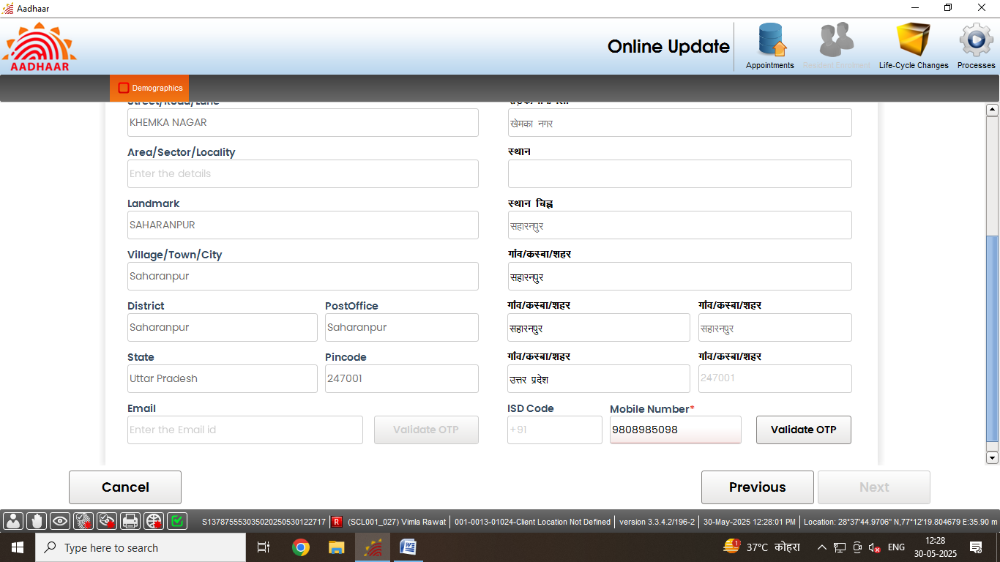 Aadhaar
AADHAAR
Online Update
Appointments
Resident Enrolment
Life-Cycle Changes
Processes
Demographics
Street/Road/Lane
KHEMKA NAGAR
खेमका नगर
Area/Sector/Locality
स्थान
Enter the details
Landmark
स्थान चिह्न
SAHARANPUR
सहारनपुर
Village/Town/City
गांव/कस्बा/शहर
Saharanpur
सहारनपुर
District PostOffice
गांव/कस्बा/शहर गांव/कस्बा/शहर
Saharanpur Saharanpur
सहारनपुर सहारनपुर
State Pincode
गांव/कस्बा/शहर गांव/कस्बा/शहर
Uttar Pradesh 247001
उत्तर प्रदेश 247001
Email
ISD Code Mobile Number*
Enter the Email id Validate OTP
+91 9808985098 Validate OTP
Cancel Previous Next
S137875553035020250530122717 R (SCL001_027) Vimla Rawat 001-0013-01024-Client Location Not Defined version 3.3.4.2/196-2 30-May-2025 12:28:01 PM Location: 28°37'44.9706" N,77°12'19.804679 E:35.90 m
Type here to search
1 37°C कोहरा ENG 12:28
30-05-2025